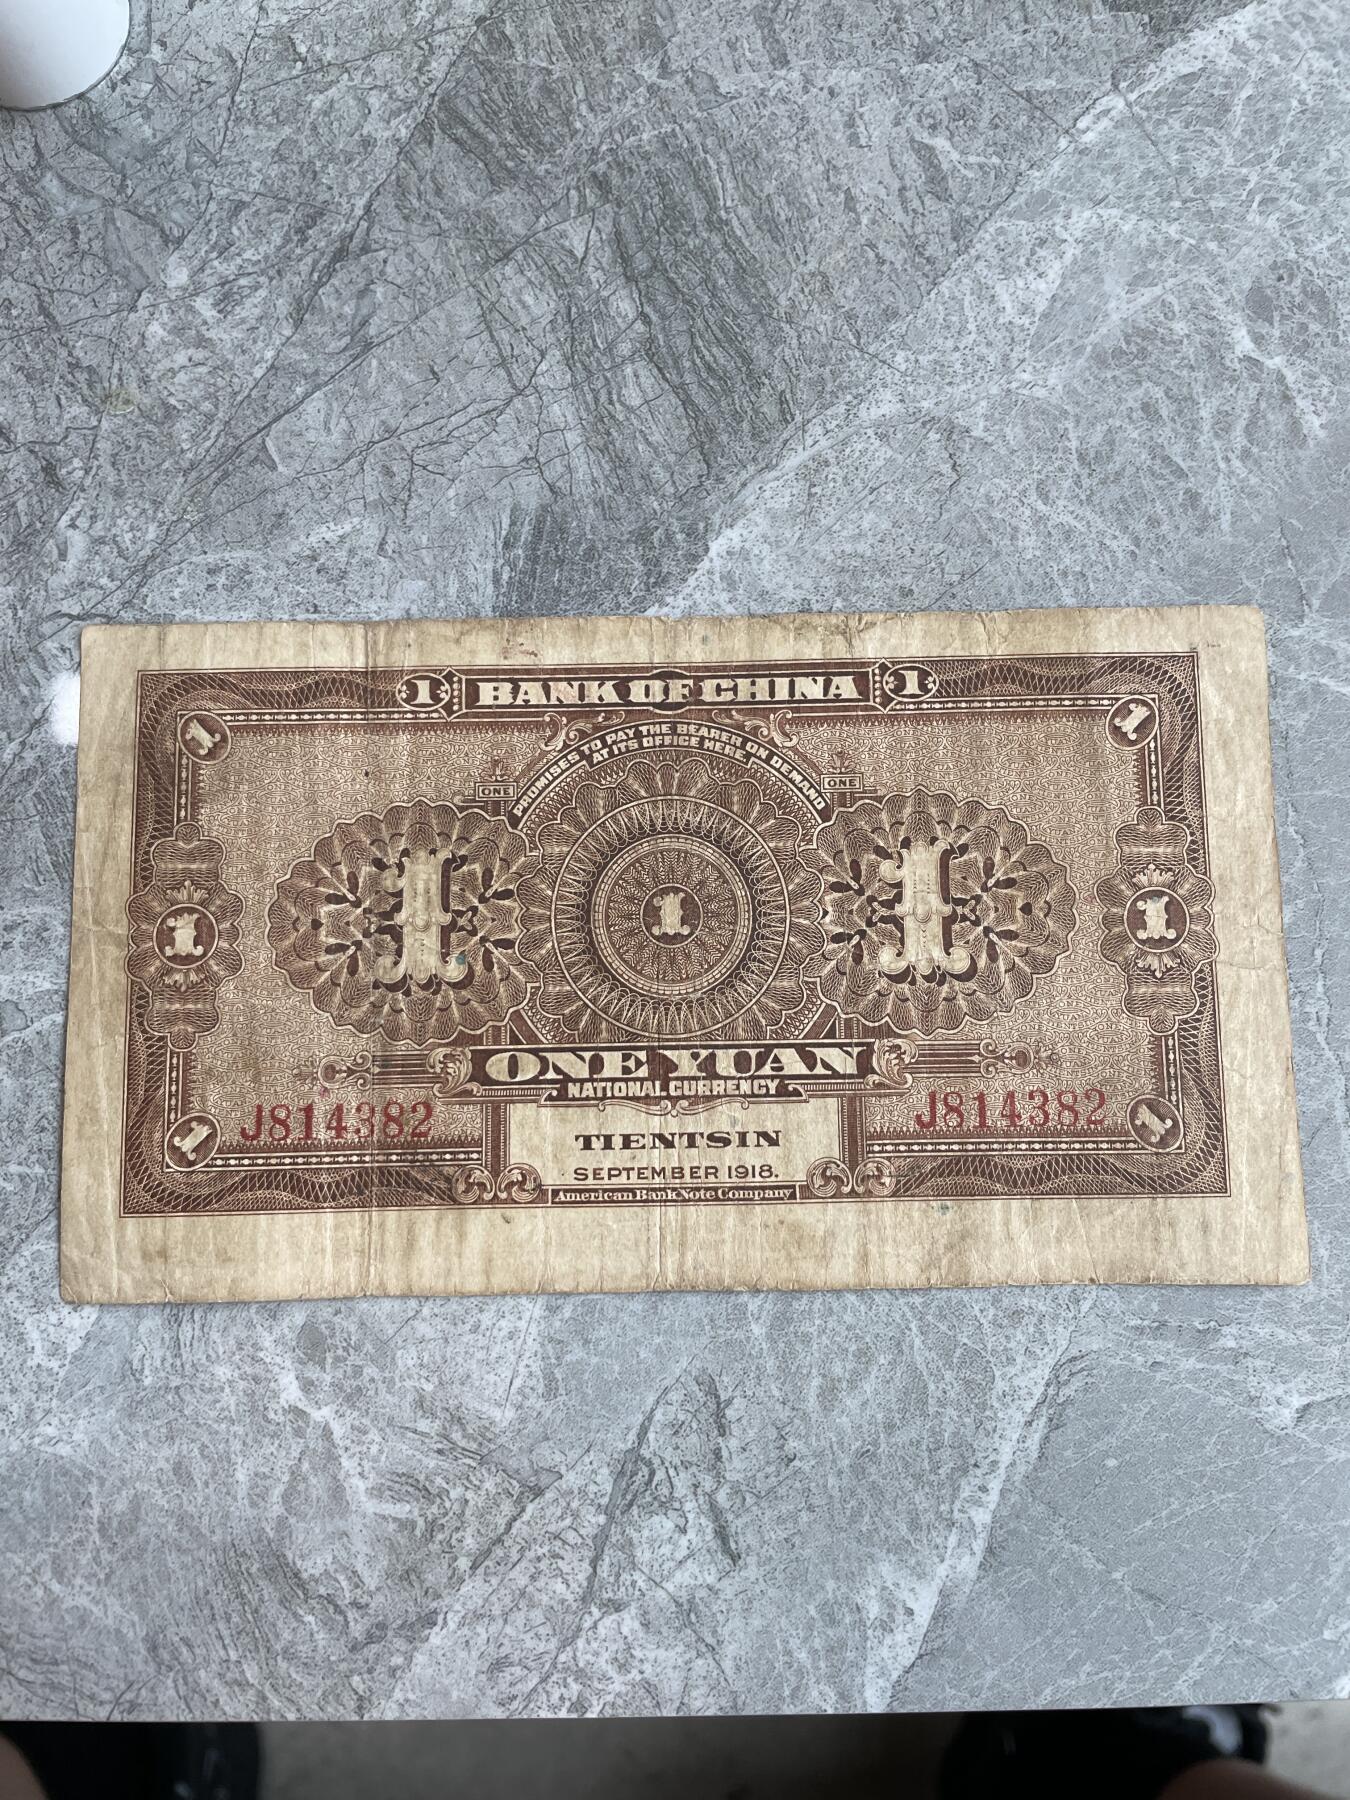 1 BANK OF CHINA 1
1 1
PROMISES TO PAY THE BEARER ON DEMAND
AT ITS OFFICE HERE
ONE ONE
1 1 1 1 1
ONE YUAN
NATIONAL CURRENCY
J814382 J814382
1 1
TIENTSIN
SEPTEMBER 1918.
American Bank Note Company